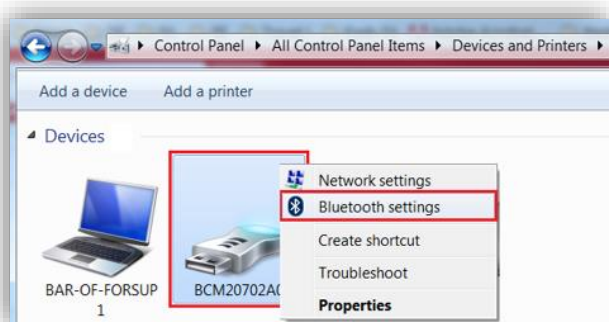 Control Panel ▸ All Control Panel Items ▸ Devices and Printers ▸
Add a device Add a printer
Devices
Network settings
Bluetooth settings
Create shortcut
Troubleshoot
Properties
BAR-OF-FORSUP
1
BCM20702A0